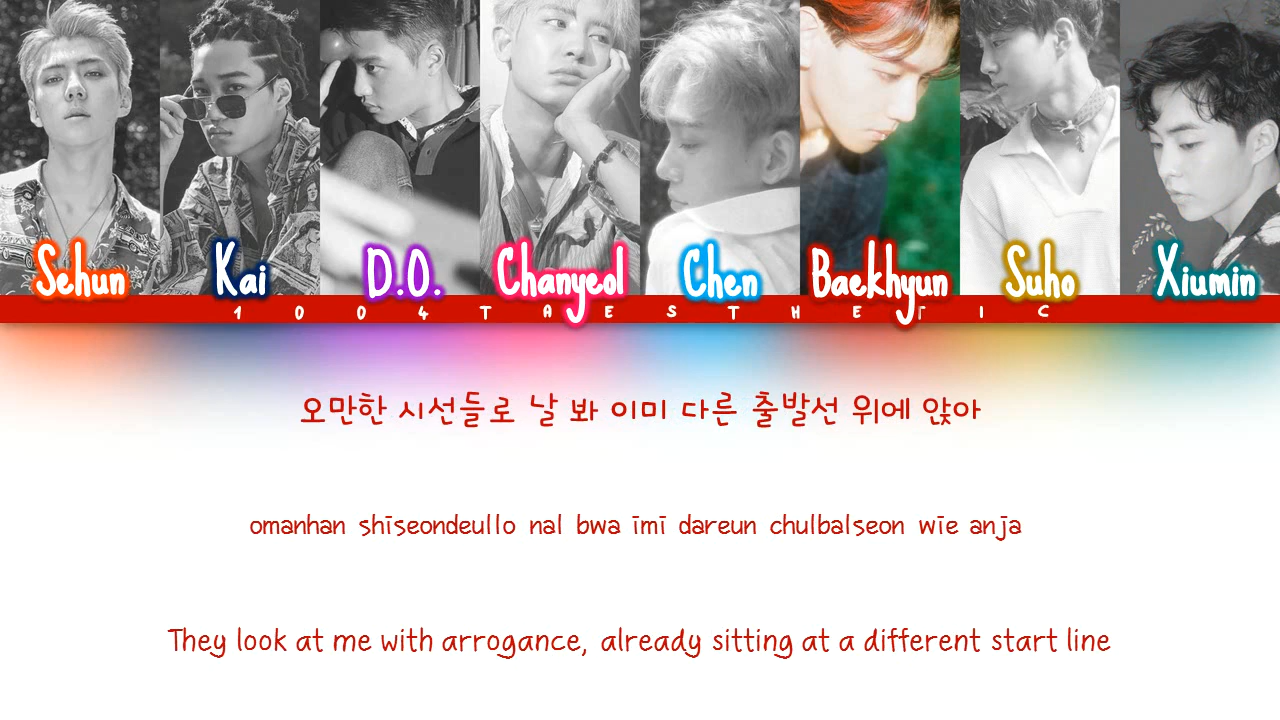 Sehun Kai D.O. Chanyeol Chen Baekhyun Suho Xiumin
1004TAESTHETIC
오만한 시선들로 날 봐 이미 다른 출발선 위에 앉아
omanhan shīseondeullo nal bwa īmī dareun chulbalseon wīe anja
They look at me with arrogance, already sitting at a different start line